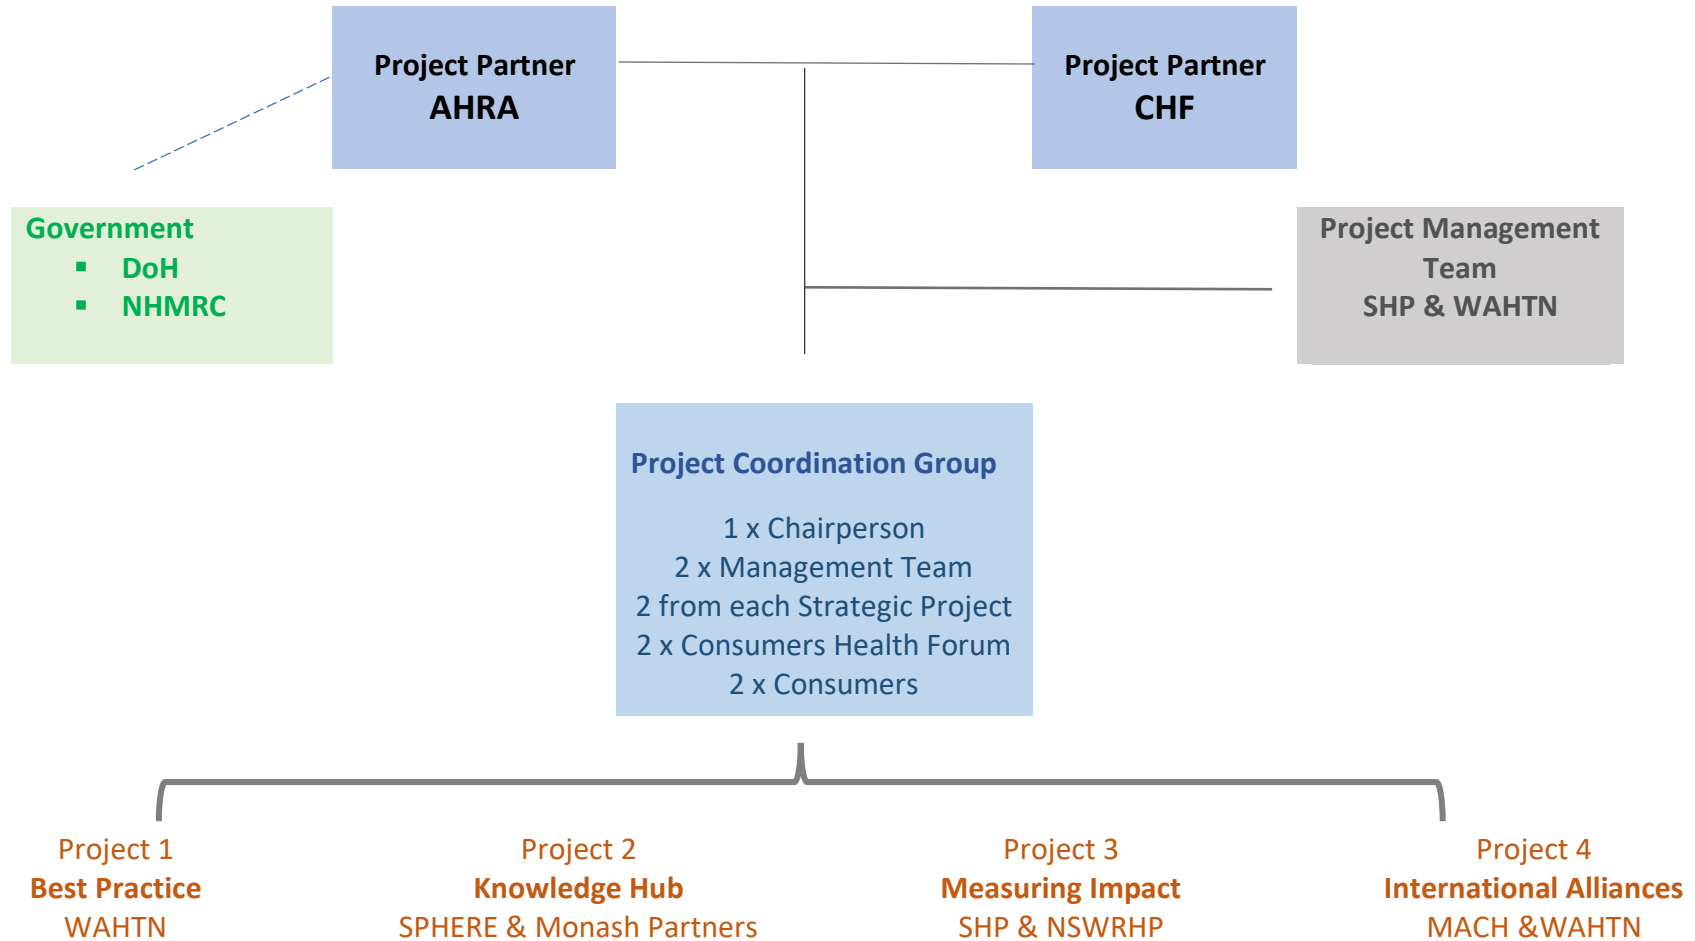 Project Partner
AHRA
Project Partner
CHF
Government
▪ DoH
▪ NHMRC
Project Management
Team
SHP & WAHTN
Project Coordination Group
1 x Chairperson
2 x Management Team
2 from each Strategic Project
2 x Consumers Health Forum
2 x Consumers
Project 1
Best Practice
WAHTN
Project 2
Knowledge Hub
SPHERE & Monash Partners
Project 3
Measuring Impact
SHP & NSWRHP
Project 4
International Alliances
MACH &WAHTN